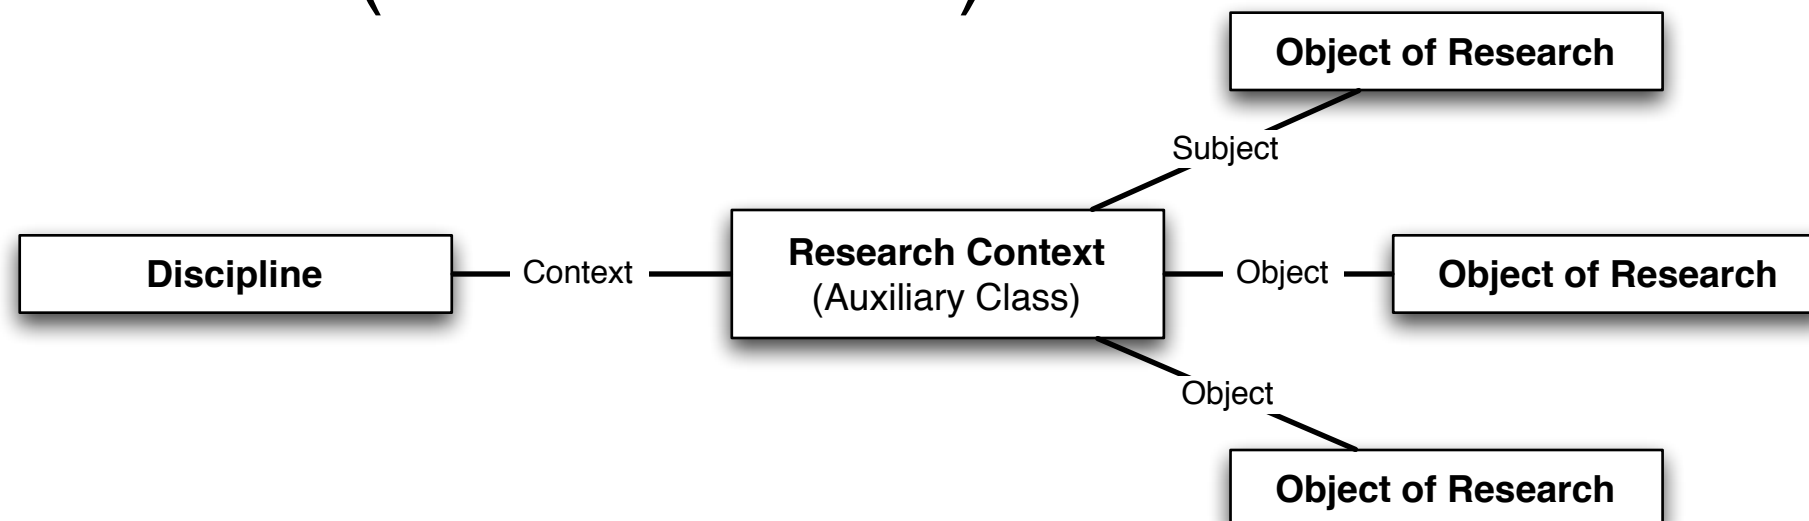 ( )
Object of Research
Subject
Discipline
Context
Research Context
(Auxiliary Class)
Object
Object of Research
Object
Object of Research